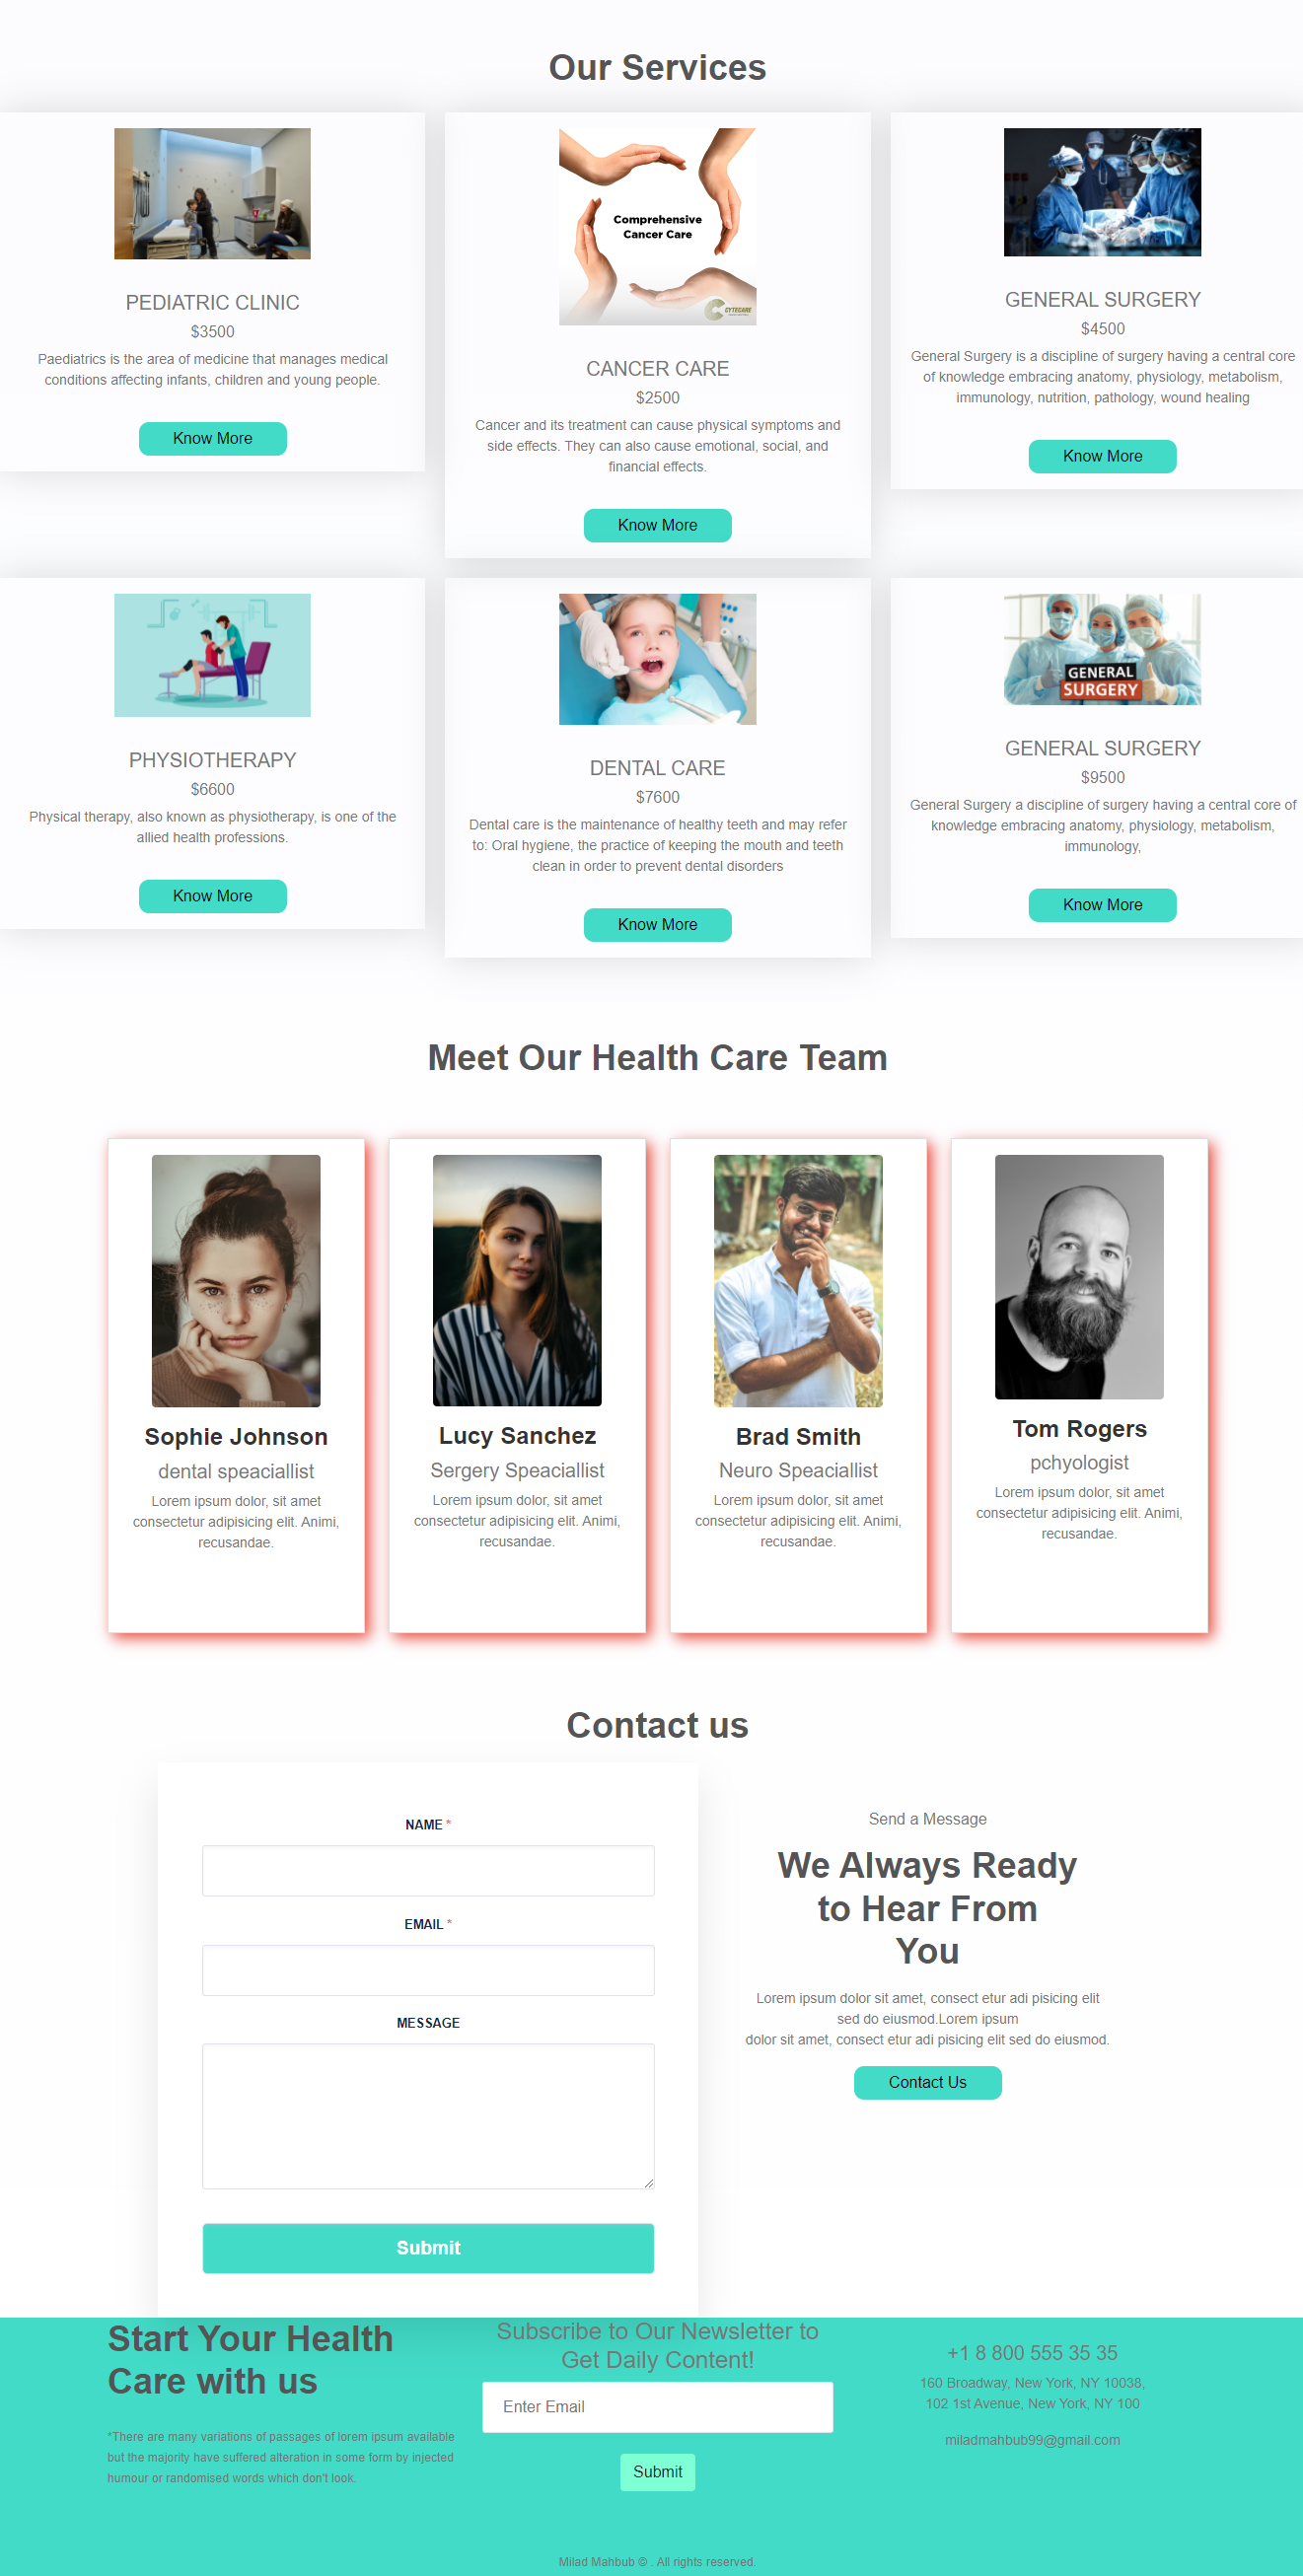 Our Services
Comprehensive
Cancer Care
CYTECARE
PEDIATRIC CLINIC
$3500
Paediatrics is the area of medicine that manages medical
conditions affecting infants, children and young people.
Know More
CANCER CARE
$2500
Cancer and its treatment can cause physical symptoms and
side effects. They can also cause emotional, social, and
financial effects.
Know More
GENERAL SURGERY
$4500
General Surgery is a discipline of surgery having a central core
of knowledge embracing anatomy, physiology, metabolism,
immunology, nutrition, pathology, wound healing
Know More
PHYSIOTHERAPY
$6600
Physical therapy, also known as physiotherapy, is one of the
allied health professions.
Know More
DENTAL CARE
$7600
Dental care is the maintenance of healthy teeth and may refer
to: Oral hygiene, the practice of keeping the mouth and teeth
clean in order to prevent dental disorders
Know More
GENERAL
SURGERY
GENERAL SURGERY
$9500
General Surgery a discipline of surgery having a central core of
knowledge embracing anatomy, physiology, metabolism,
immunology,
Know More
Meet Our Health Care Team
Sophie Johnson
dental speaciallist
Lorem ipsum dolor, sit amet
consectetur adipisicing elit. Animi,
recusandae.
Lucy Sanchez
Sergery Speaciallist
Lorem ipsum dolor, sit amet
consectetur adipisicing elit. Animi,
recusandae.
Brad Smith
Neuro Speaciallist
Lorem ipsum dolor, sit amet
consectetur adipisicing elit. Animi,
recusandae.
Tom Rogers
pchyologist
Lorem ipsum dolor, sit amet
consectetur adipisicing elit. Animi,
recusandae.
Contact us
NAME *
EMAIL *
MESSAGE
Submit
Send a Message
We Always Ready
to Hear From
You
Lorem ipsum dolor sit amet, consect etur adi pisicing elit
sed do eiusmod.Lorem ipsum
dolor sit amet, consect etur adi pisicing elit sed do eiusmod.
Contact Us
Start Your Health
Care with us
*There are many variations of passages of lorem ipsum available
but the majority have suffered alteration in some form by injected
humour or randomised words which don't look.
Subscribe to Our Newsletter to
Get Daily Content!
Enter Email
Submit
+1 8 800 555 35 35
160 Broadway, New York, NY 10038,
102 1st Avenue, New York, NY 100
miladmahbub99@gmail.com
Milad Mahbub © . All rights reserved.